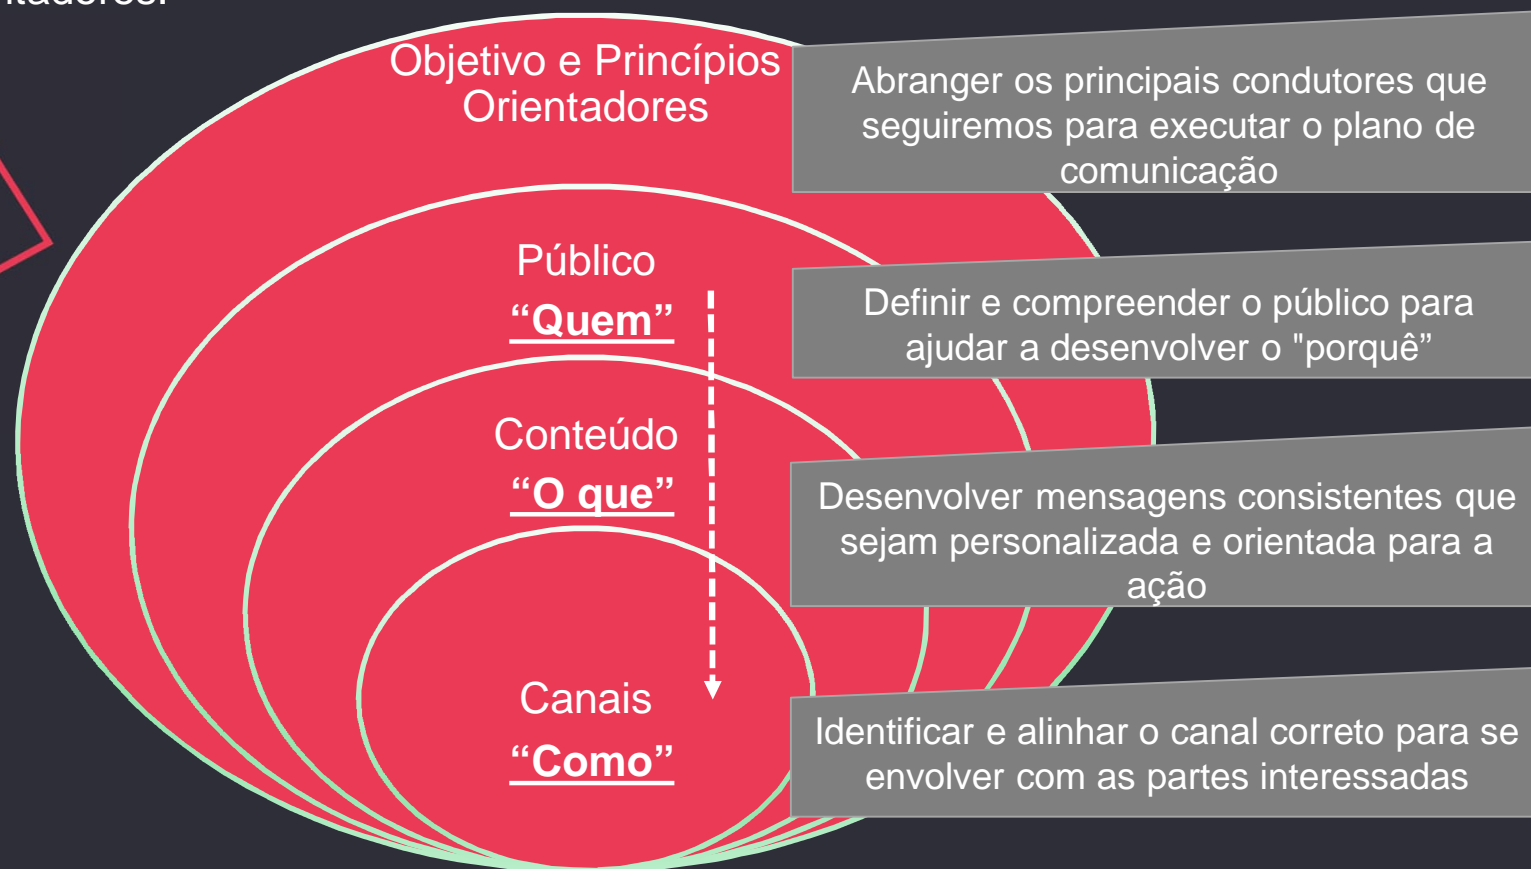 ntadores.
Objetivo e Princípios
Orientadores
Abranger os principais condutores que
seguiremos para executar o plano de
comunicação
Público
“Quem”
Definir e compreender o público para
ajudar a desenvolver o "porquê”
Conteúdo
“O que”
Desenvolver mensagens consistentes que
sejam personalizada e orientada para a
ação
Canais
“Como”
Identificar e alinhar o canal correto para se
envolver com as partes interessadas